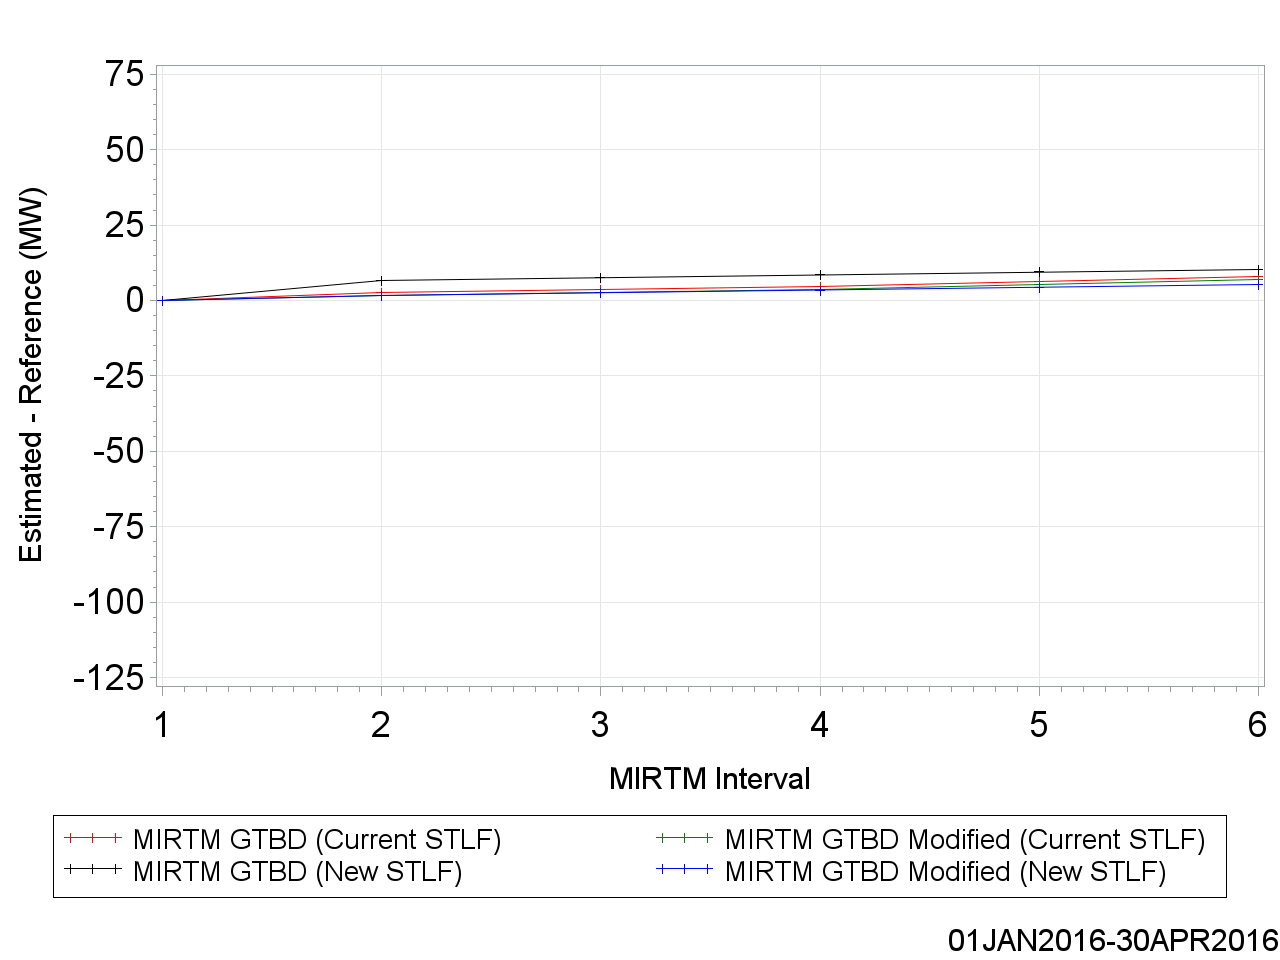 75
50
25
0
-25
-50
-75
-100
-125
Estimated - Reference (MW)
1 2 3 4 5 6
MIRTM Interval
MIRTM GTBD (Current STLF) MIRTM GTBD Modified (Current STLF)
MIRTM GTBD (New STLF) MIRTM GTBD Modified (New STLF)
01JAN2016-30APR2016